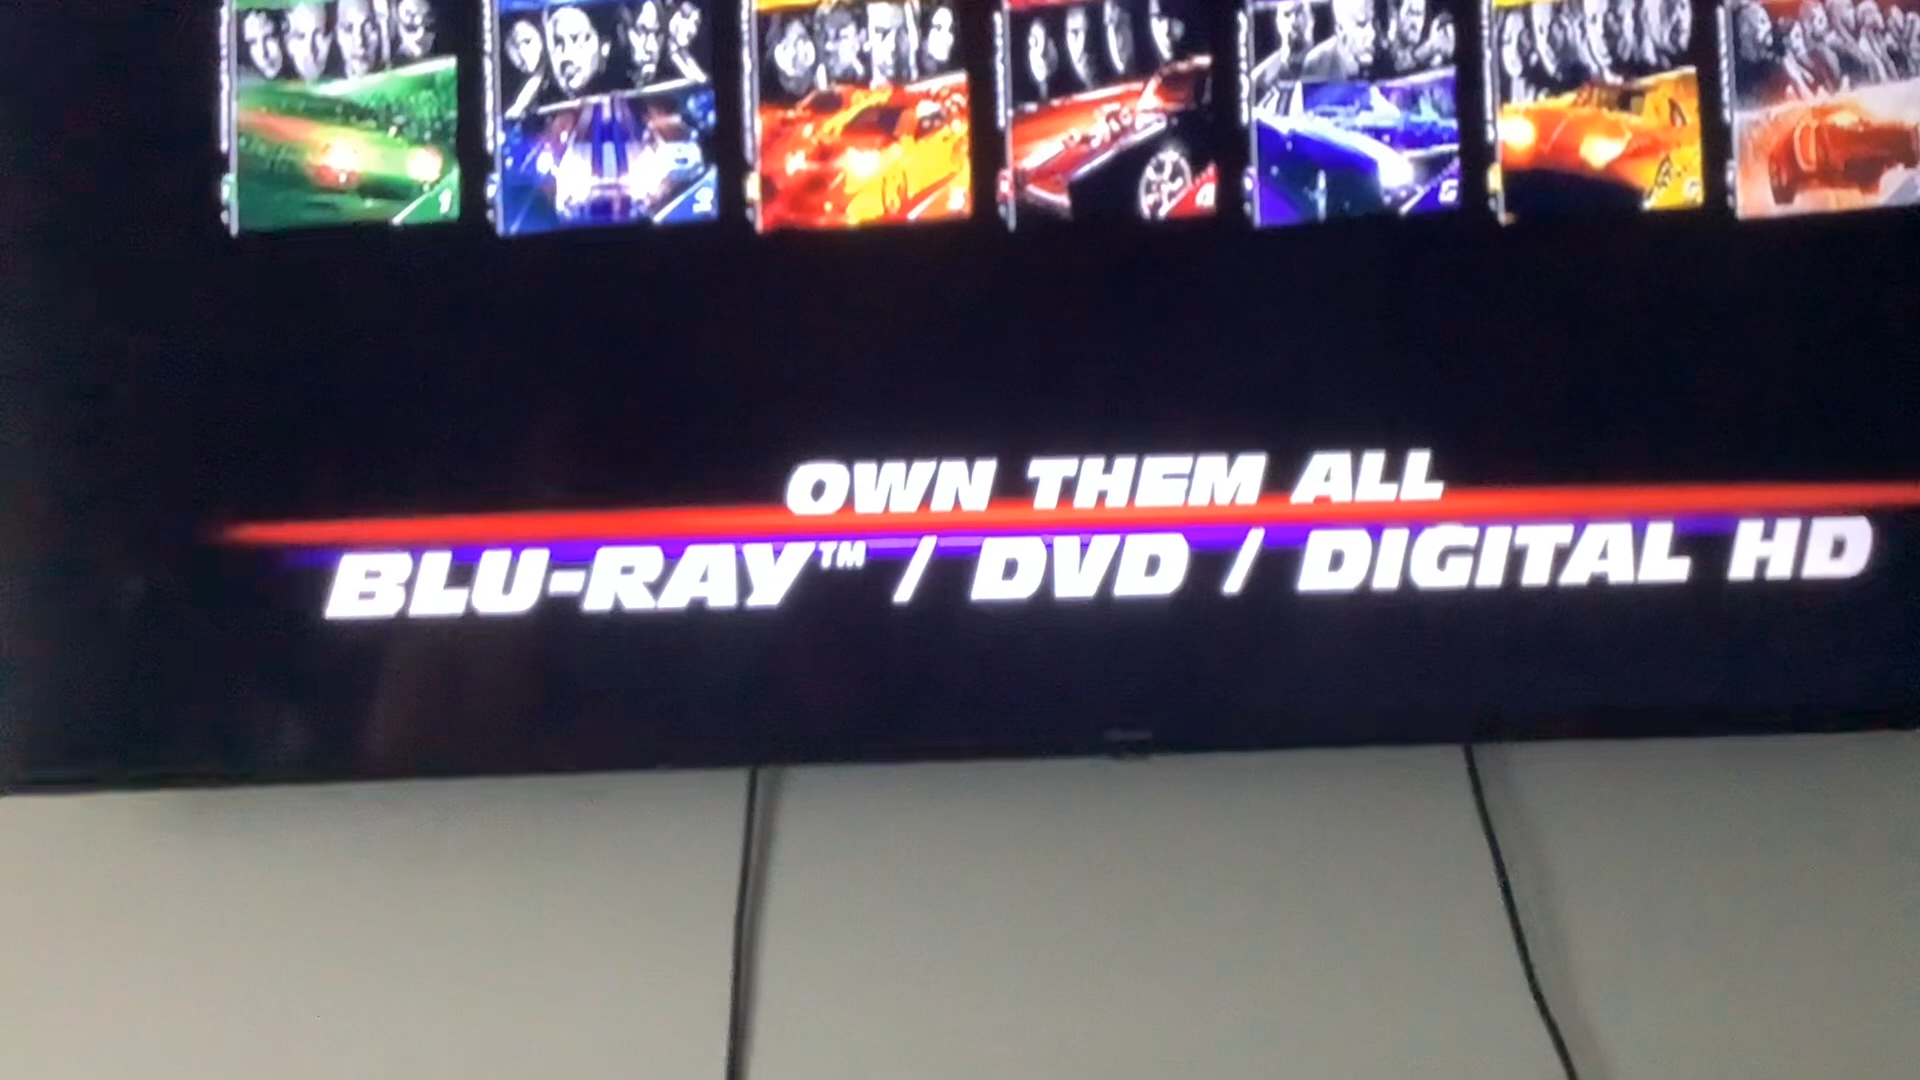 OWN THEM ALL
BLU-RAY™ / DVD / DIGITAL HD